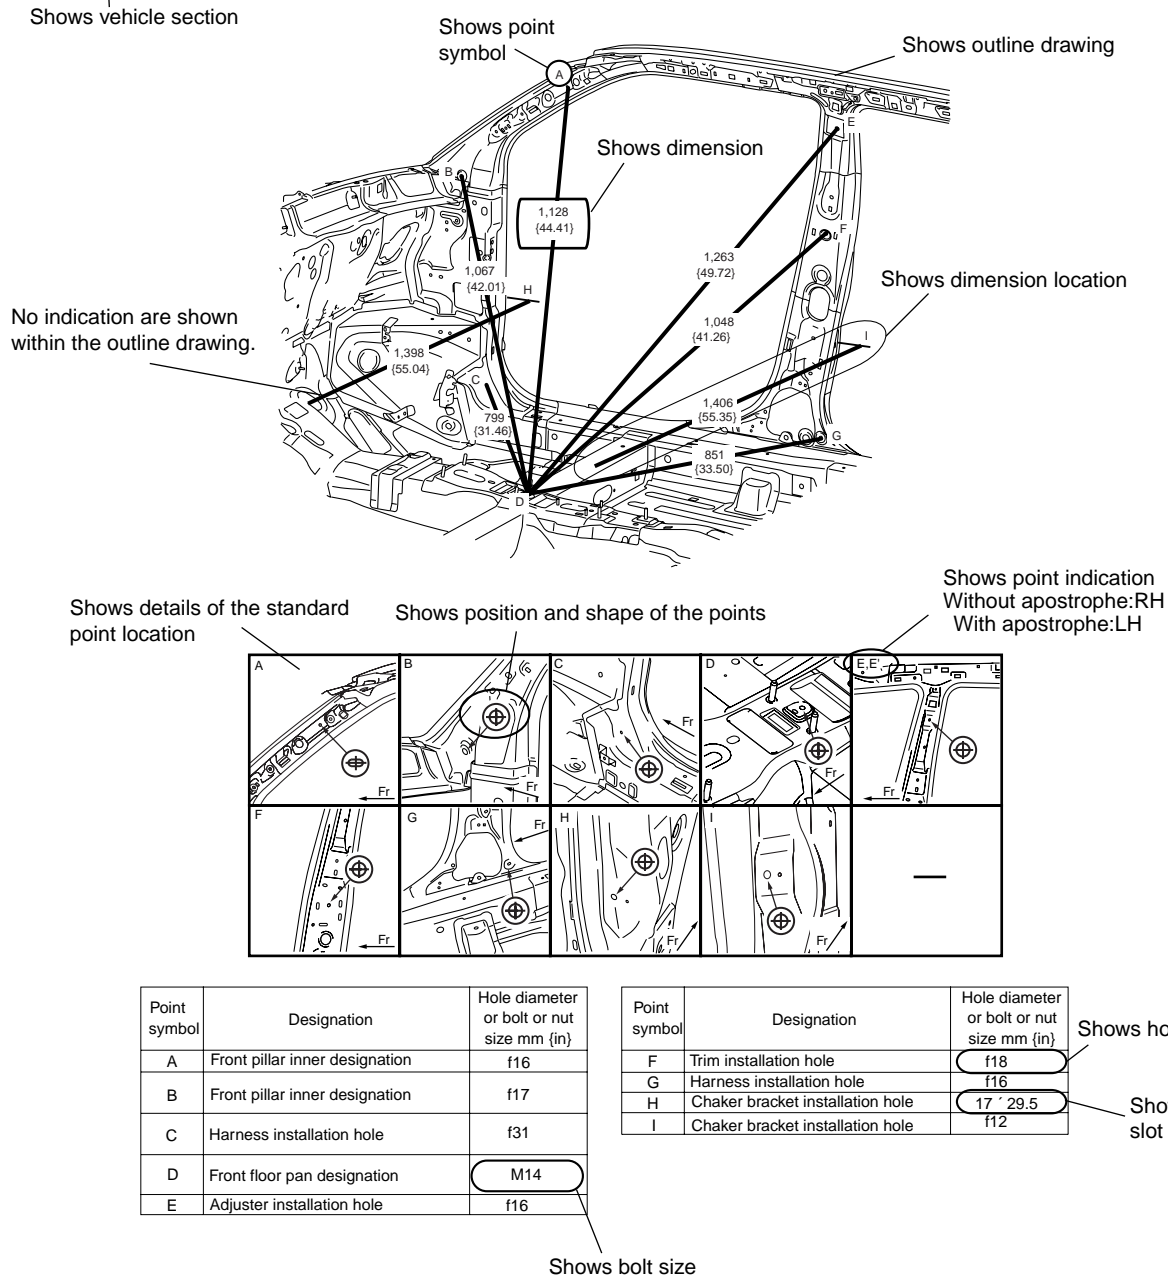 Shows vehicle section
Shows point
symbol
Shows outline drawing
A
E
Shows dimension
B
1,128
{44.41}
F
1,263
{49.72}
1,067
{42.01}
H
Shows dimension location
No indication are shown
within the outline drawing.
1,048
{41.26}
I
1,398
{55.04}
C
1,406
{55.35}
799
{31.46}
G
851
{33.50}
D
Shows point indication
Without apostrophe:RH
With apostrophe:LH
Shows details of the standard
point location
Shows position and shape of the points
A
B
C
D
E,E'
Fr
Fr
Fr
Fr
Fr
F
G
H
I
Fr
Fr
Fr
Fr
Point symbol Designation Hole diameter or bolt or nut size mm {in}
A Front pillar inner designation f16
B Front pillar inner designation f17
C Harness installation hole f31
D Front floor pan designation M14
E Adjuster installation hole f16
Shows bolt size
Point symbol Designation Hole diameter or bolt or nut size mm {in}
F Trim installation hole f18
G Harness installation hole f16
H Chaker bracket installation hole 17 ´ 29.5
I Chaker bracket installation hole f12
Shows ho
slot